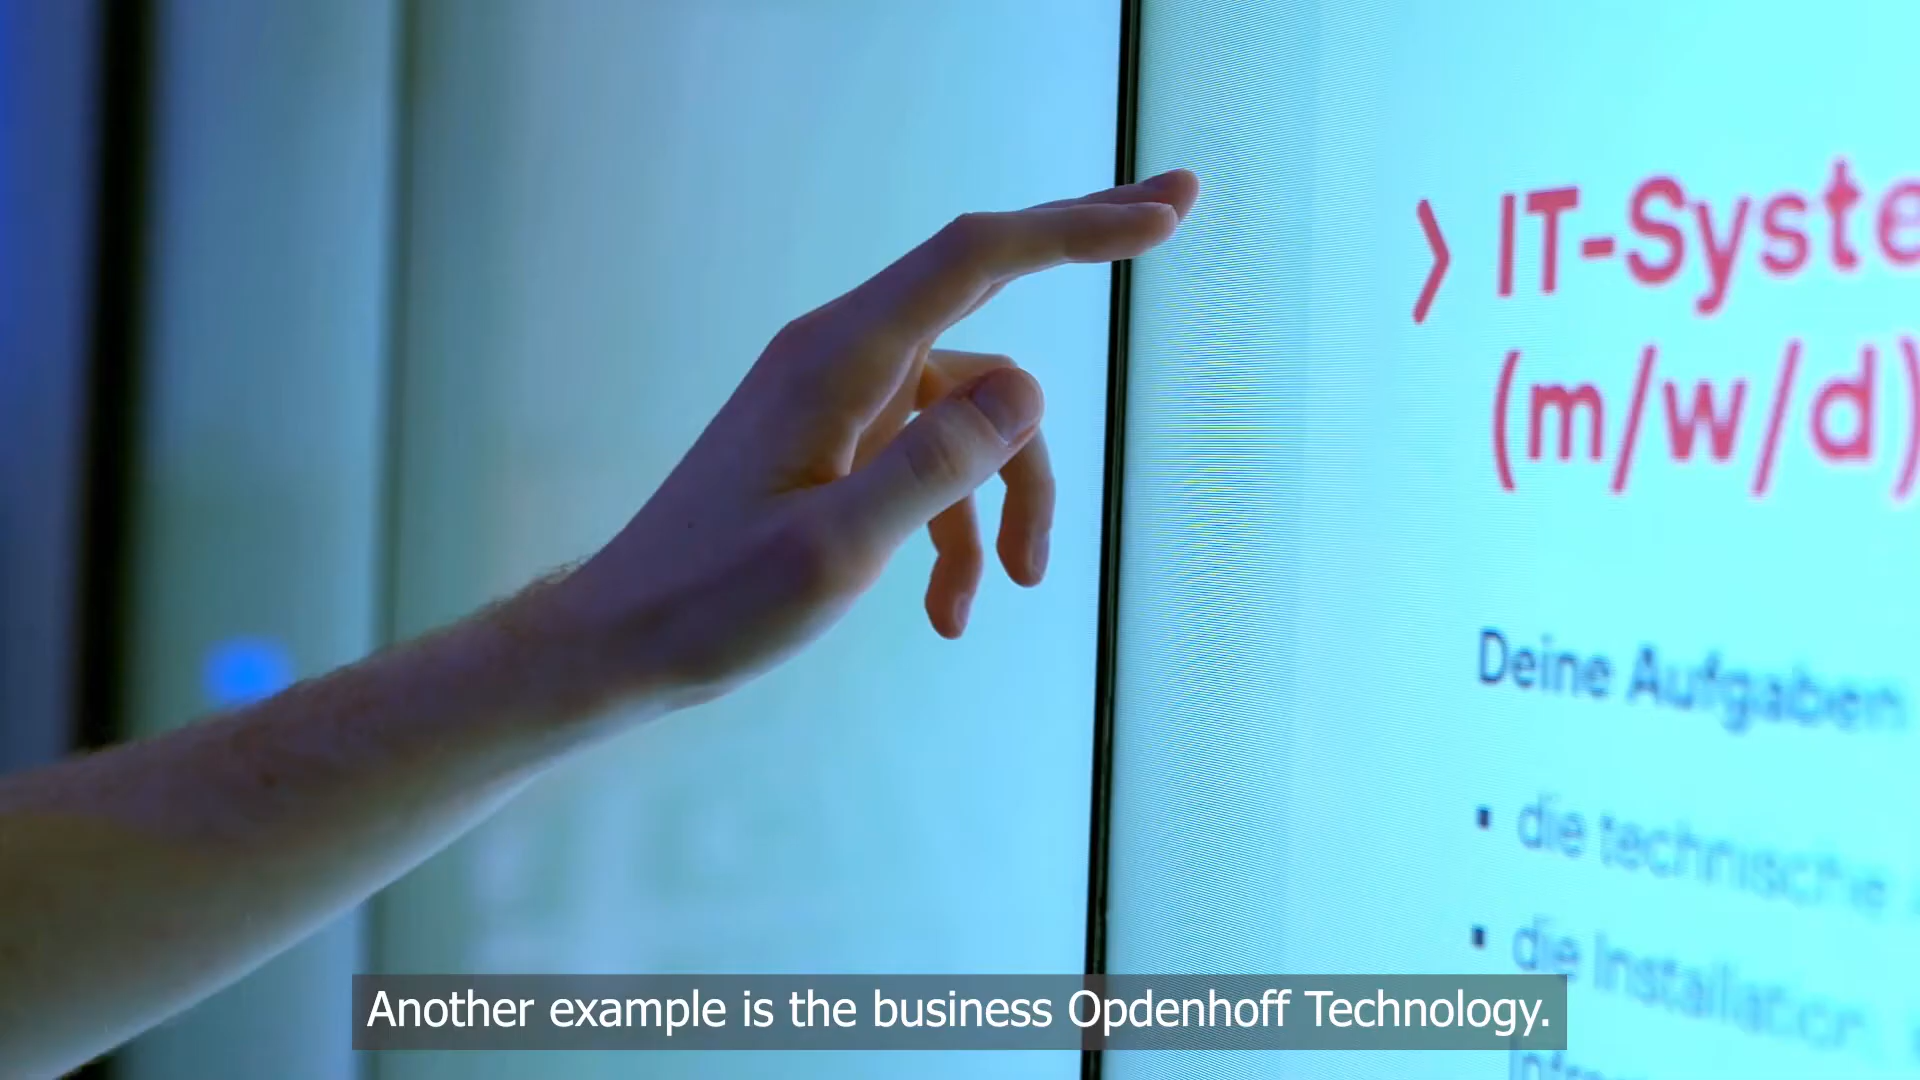 > IT-Syste
(m/w/d)
Deine Aufgaben
▪ die technische
▪ die Installation,
Another example is the business Opdenhoff Technology.